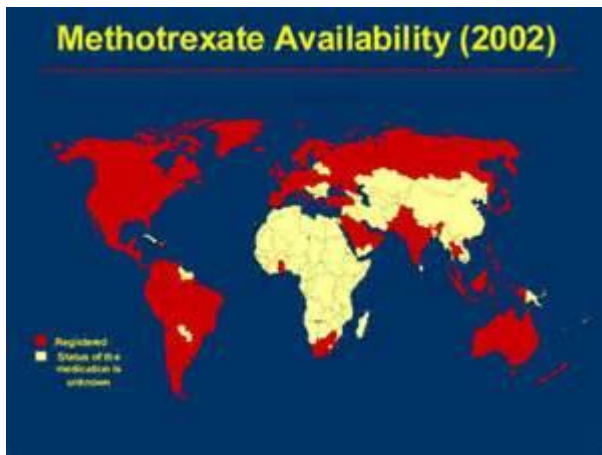 Methotrexate Availability (2002)
Registered
Status of the
medication is
unknown